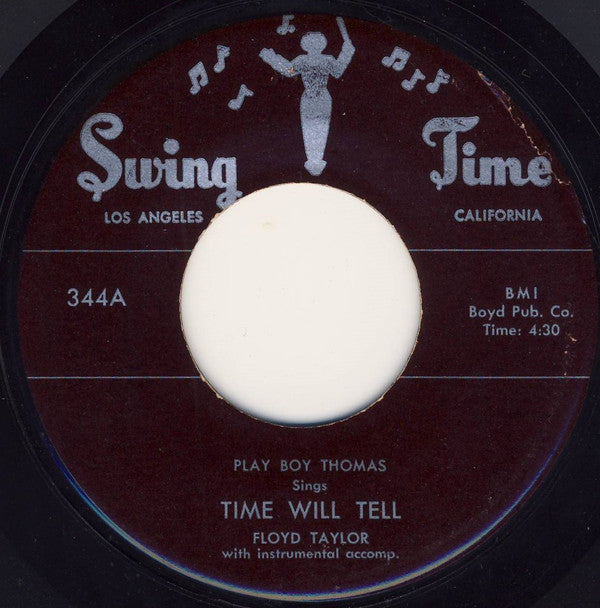 Swing Time
LOS ANGELES CALIFORNIA
344A
BMI
Boyd Pub. Co.
Time: 4:30
PLAY BOY THOMAS
Sings
TIME WILL TELL
FLOYD TAYLOR
with instrumental accomp.